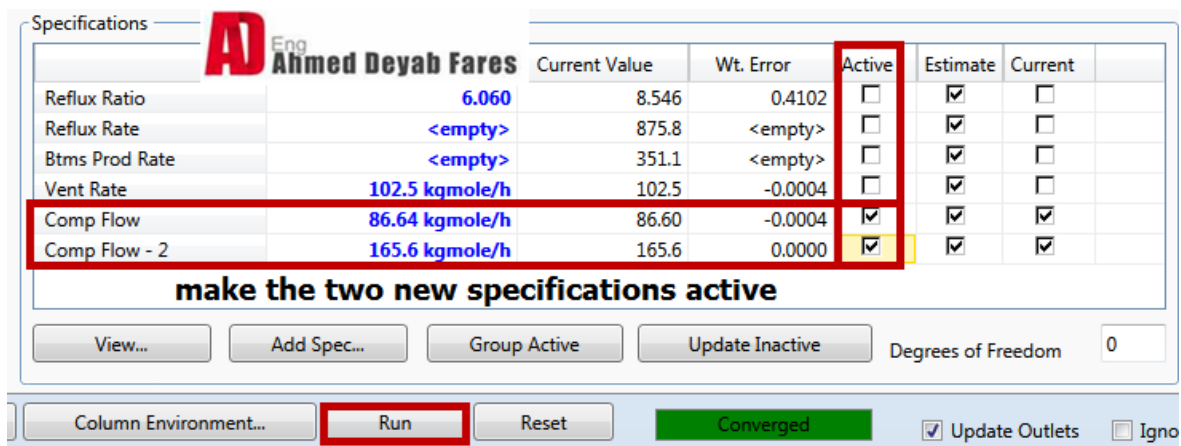 Specifications
AD Eng
Ahmed Deyab Fares
Current Value Wt. Error Active Estimate Current
Reflux Ratio 6.060 8.546 0.4102
Reflux Rate <empty> 875.8 <empty>
Btms Prod Rate <empty> 351.1 <empty>
Vent Rate 102.5 kgmole/h 102.5 -0.0004
Comp Flow 86.64 kgmole/h 86.60 -0.0004
Comp Flow - 2 165.6 kgmole/h 165.6 0.0000
make the two new specifications active
View... Add Spec... Group Active Update Inactive Degrees of Freedom 0
Column Environment... Run Reset Converged Update Outlets Igno